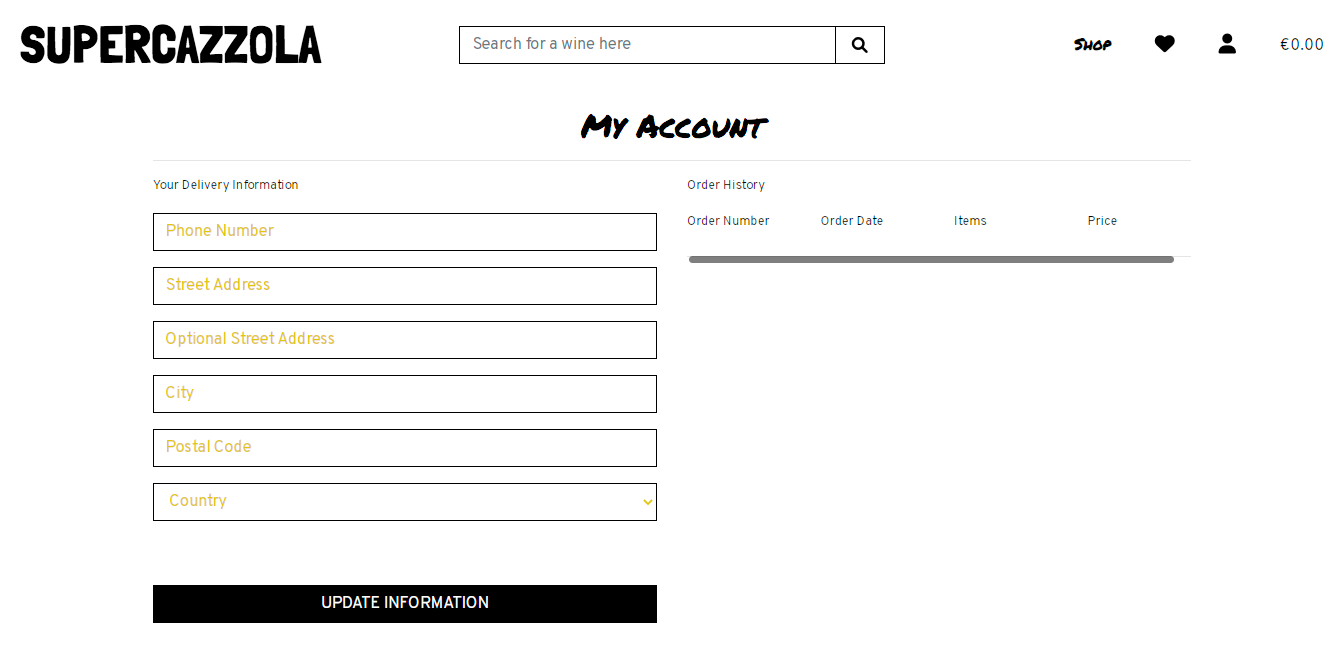 SUPERCAZZOLA
Search for a wine here
Shop
€0.00
My Account
Your Delivery Information
Phone Number
Street Address
Optional Street Address
City
Postal Code
Country
UPDATE INFORMATION
Order History
Order Number Order Date Items Price